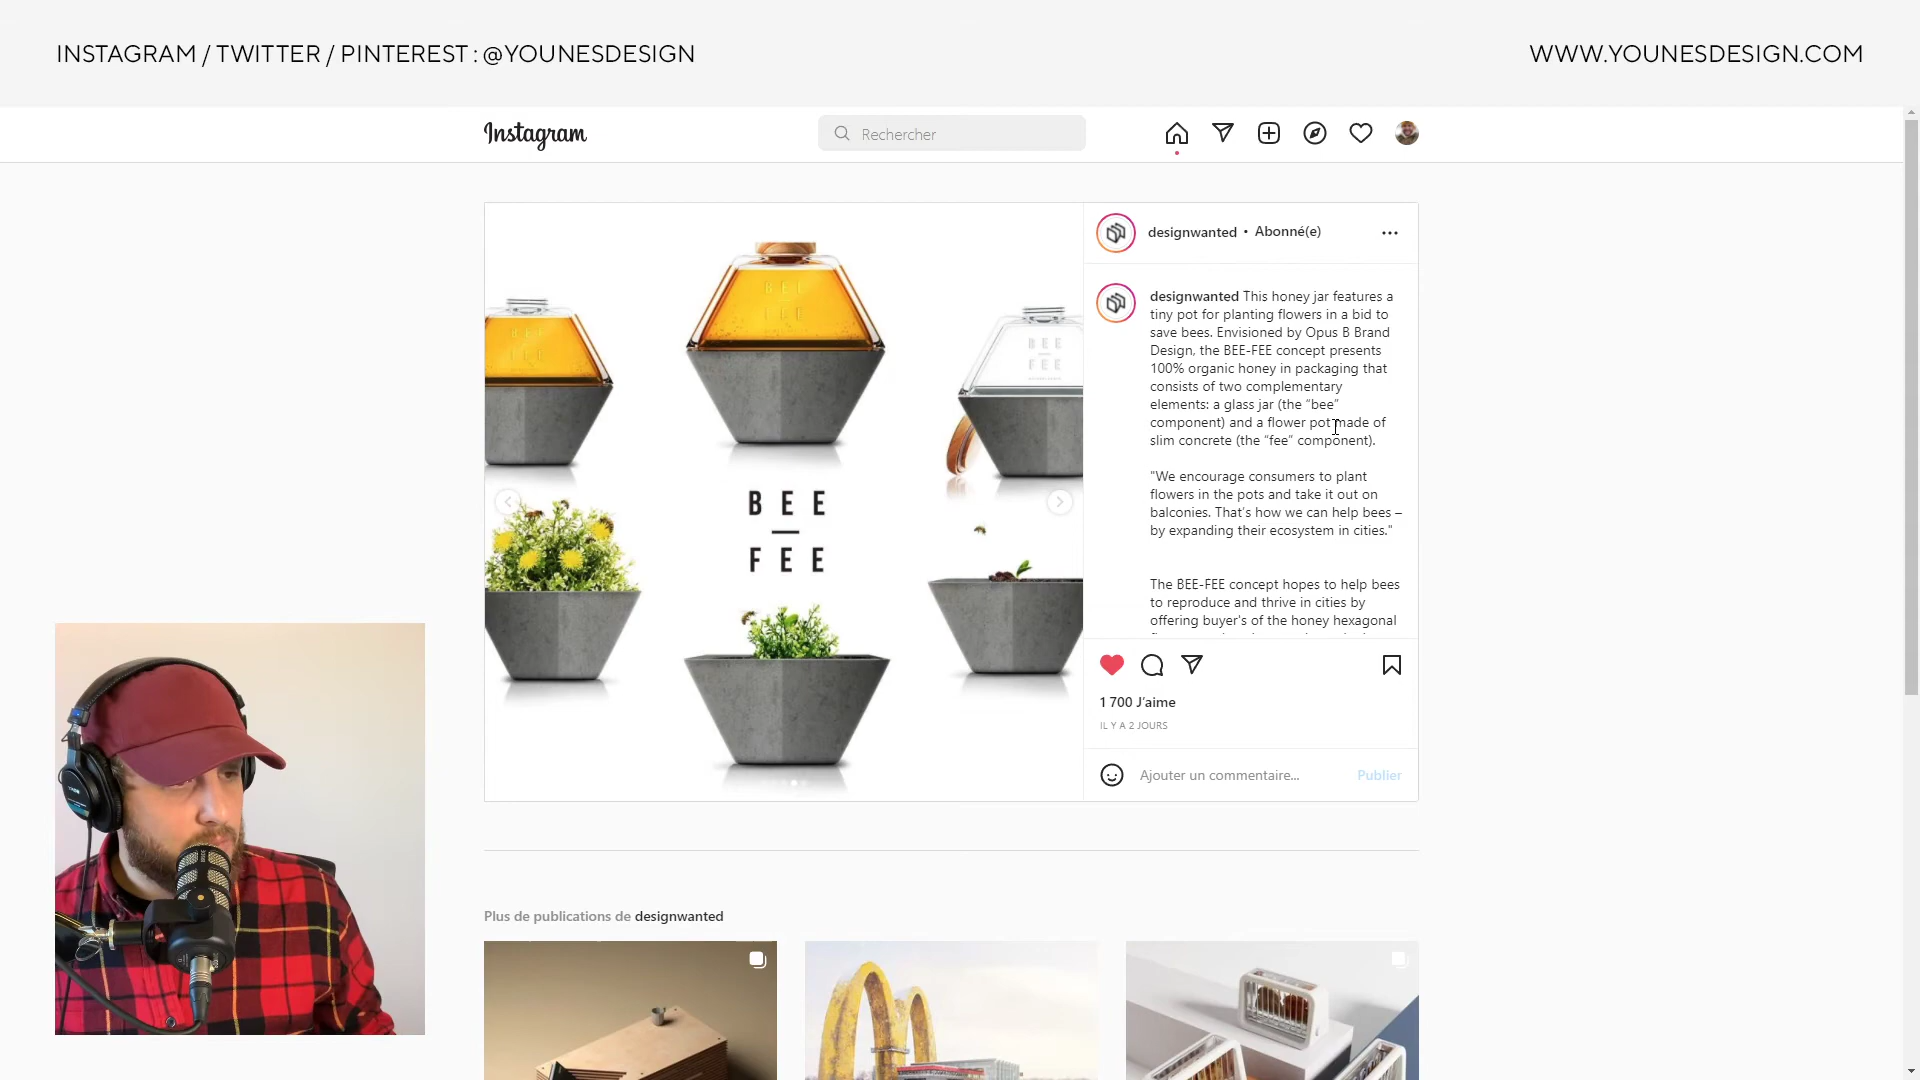 INSTAGRAM / TWITTER / PINTEREST : @YOUNESDESIGN
WWW.YOUNESDESIGN.COM
Instagram
Rechercher
designwanted • Abonné(e)
designwanted This honey jar features a
tiny pot for planting flowers in a bid to
save bees. Envisioned by Opus B Brand
Design, the BEE-FEE concept presents
100% organic honey in packaging that
consists of two complementary
elements: a glass jar (the “bee”
component) and a flower pot made of
slim concrete (the “fee” component).
"We encourage consumers to plant
flowers in the pots and take it out on
balconies. That’s how we can help bees –
by expanding their ecosystem in cities."
The BEE-FEE concept hopes to help bees
to reproduce and thrive in cities by
offering buyer's of the honey hexagonal
BEE
FEE
BEE
FEE
BEE
FEE
BEE
FEE
1 700 J’aime
IL Y A 2 JOURS
Ajouter un commentaire...
Publier
Plus de publications de designwanted